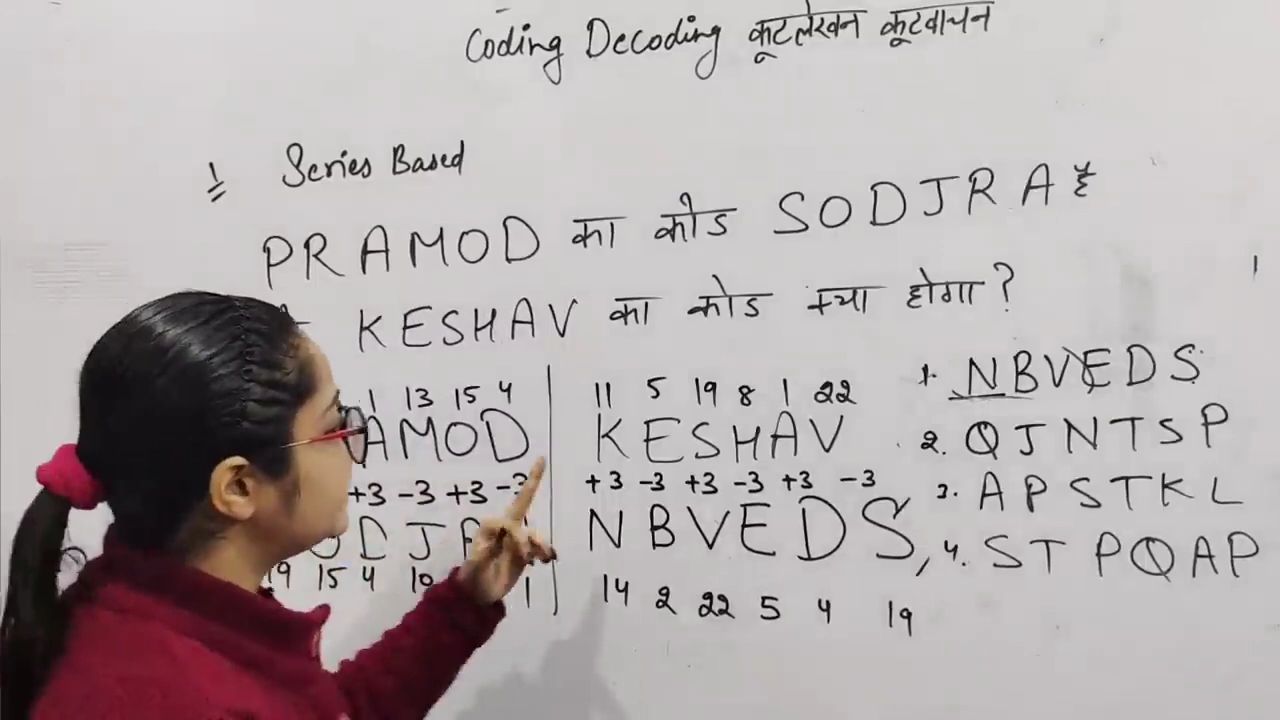 Coding Decoding कूटलेखन कूटवाचन
1 Series Based
PRAMOD का कोड SODJRA है
KESHAV का कोड क्या होगा?
1 13 15 4
AMOD
+3 -3 +3 -3
O D J R
19 15 4 10 1
11 5 19 8 1 22
KESHAV
+3 -3 +3 -3 +3 -3
NBVEDS,
14 2 22 5 4 19
1. NBVEDS
2. QJNTSP
3. APSTKL
4. STPQAP